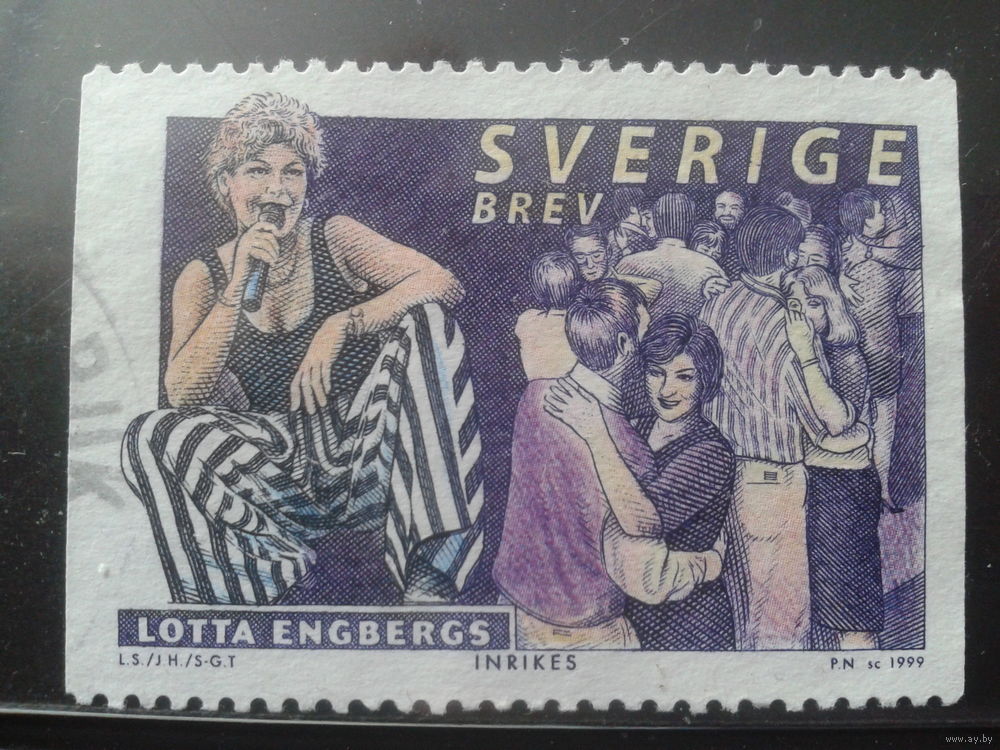 SVERIGE
BREV
LOTTA ENGBERGS
L.S./J.H./S-G.T INRIKES P.N sc 1999
www.ay.by